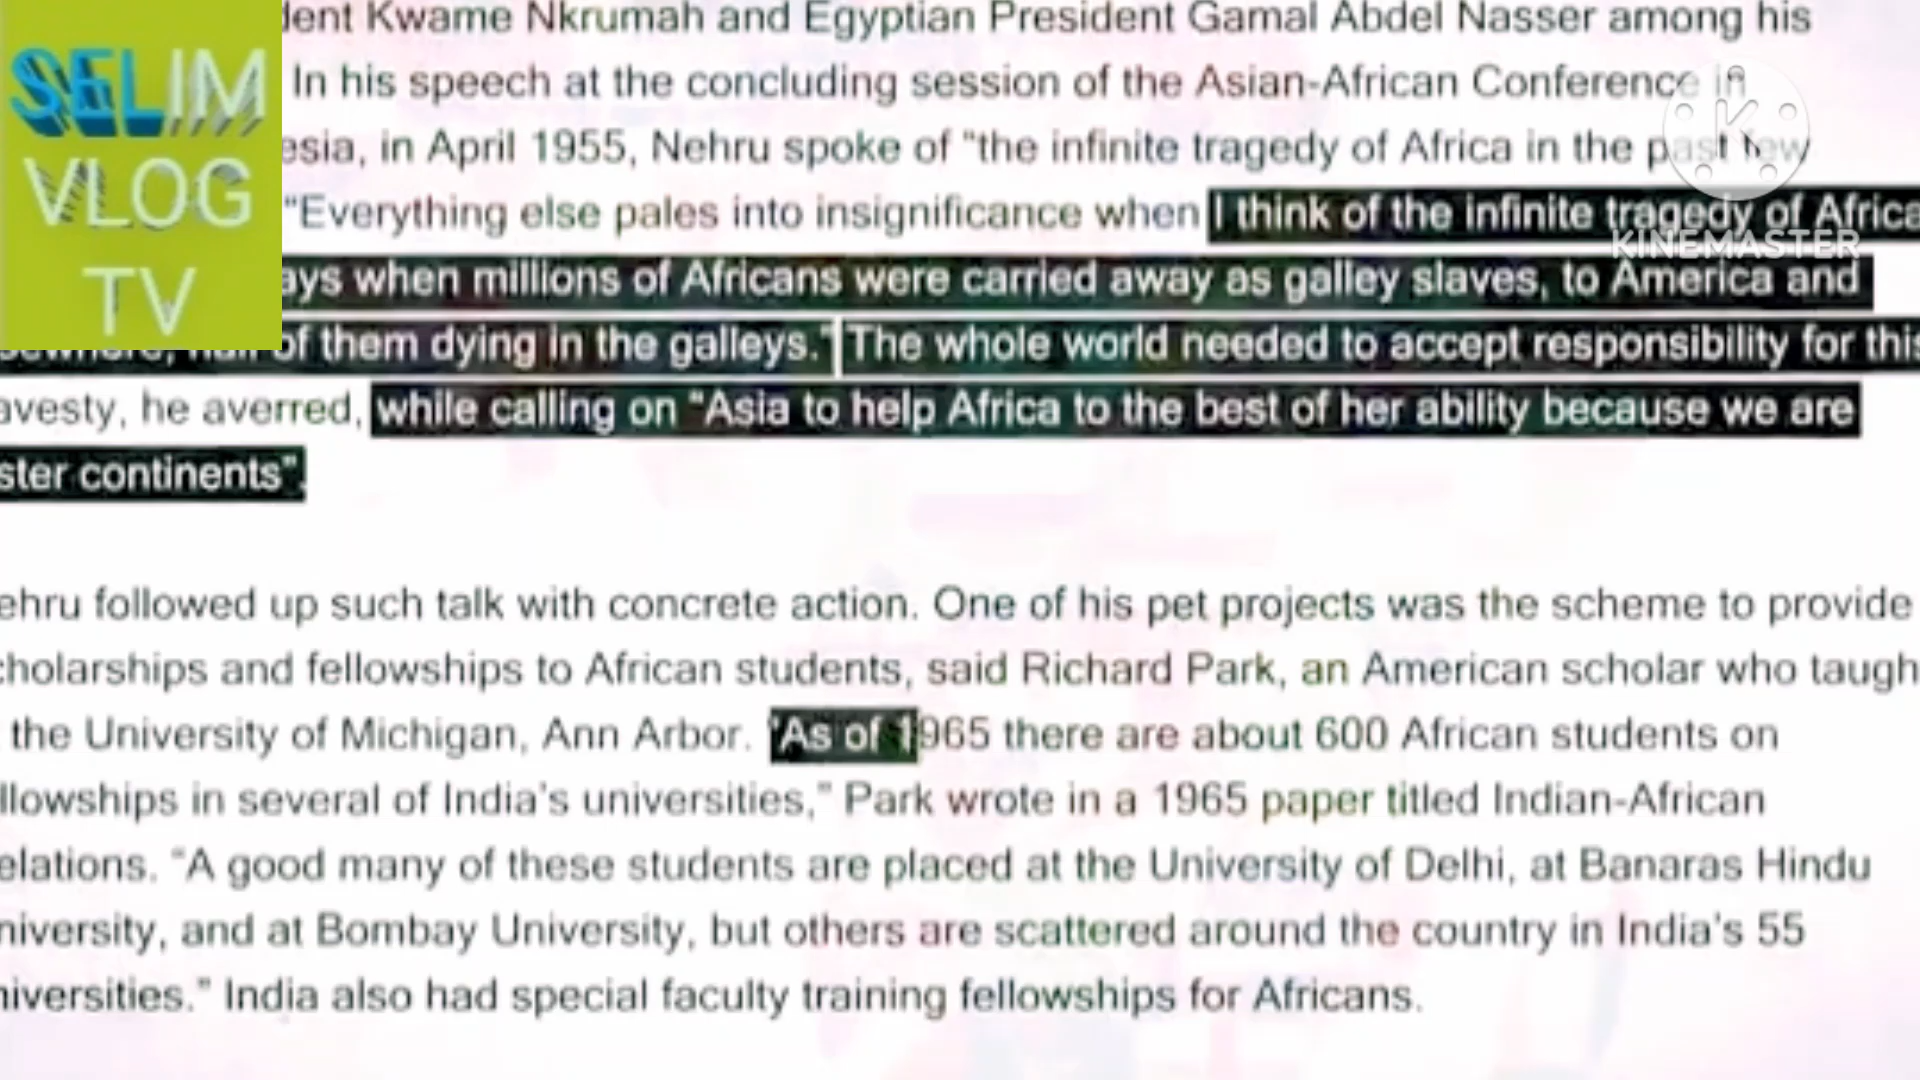 SELIM
VLOG
TV
dent Kwame Nkrumah and Egyptian President Gamal Abdel Nasser among his
In his speech at the concluding session of the Asian-African Conference in
esia, in April 1955, Nehru spoke of "the infinite tragedy of Africa in the past few
"Everything else pales into insignificance when I think of the infinite tragedy of Africa
ays when millions of Africans were carried away as galley slaves, to America and
of them dying in the galleys." The whole world needed to accept responsibility for this
avesty, he averred, while calling on "Asia to help Africa to the best of her ability because we are
ster continents".
ehru followed up such talk with concrete action. One of his pet projects was the scheme to provide
cholarships and fellowships to African students, said Richard Park, an American scholar who taugh
the University of Michigan, Ann Arbor. "As of 1965 there are about 600 African students on
llowships in several of India's universities," Park wrote in a 1965 paper titled Indian-African
elations. "A good many of these students are placed at the University of Delhi, at Banaras Hindu
niversity, and at Bombay University, but others are scattered around the country in India's 55
niversities." India also had special faculty training fellowships for Africans.
K
KINEMASTER